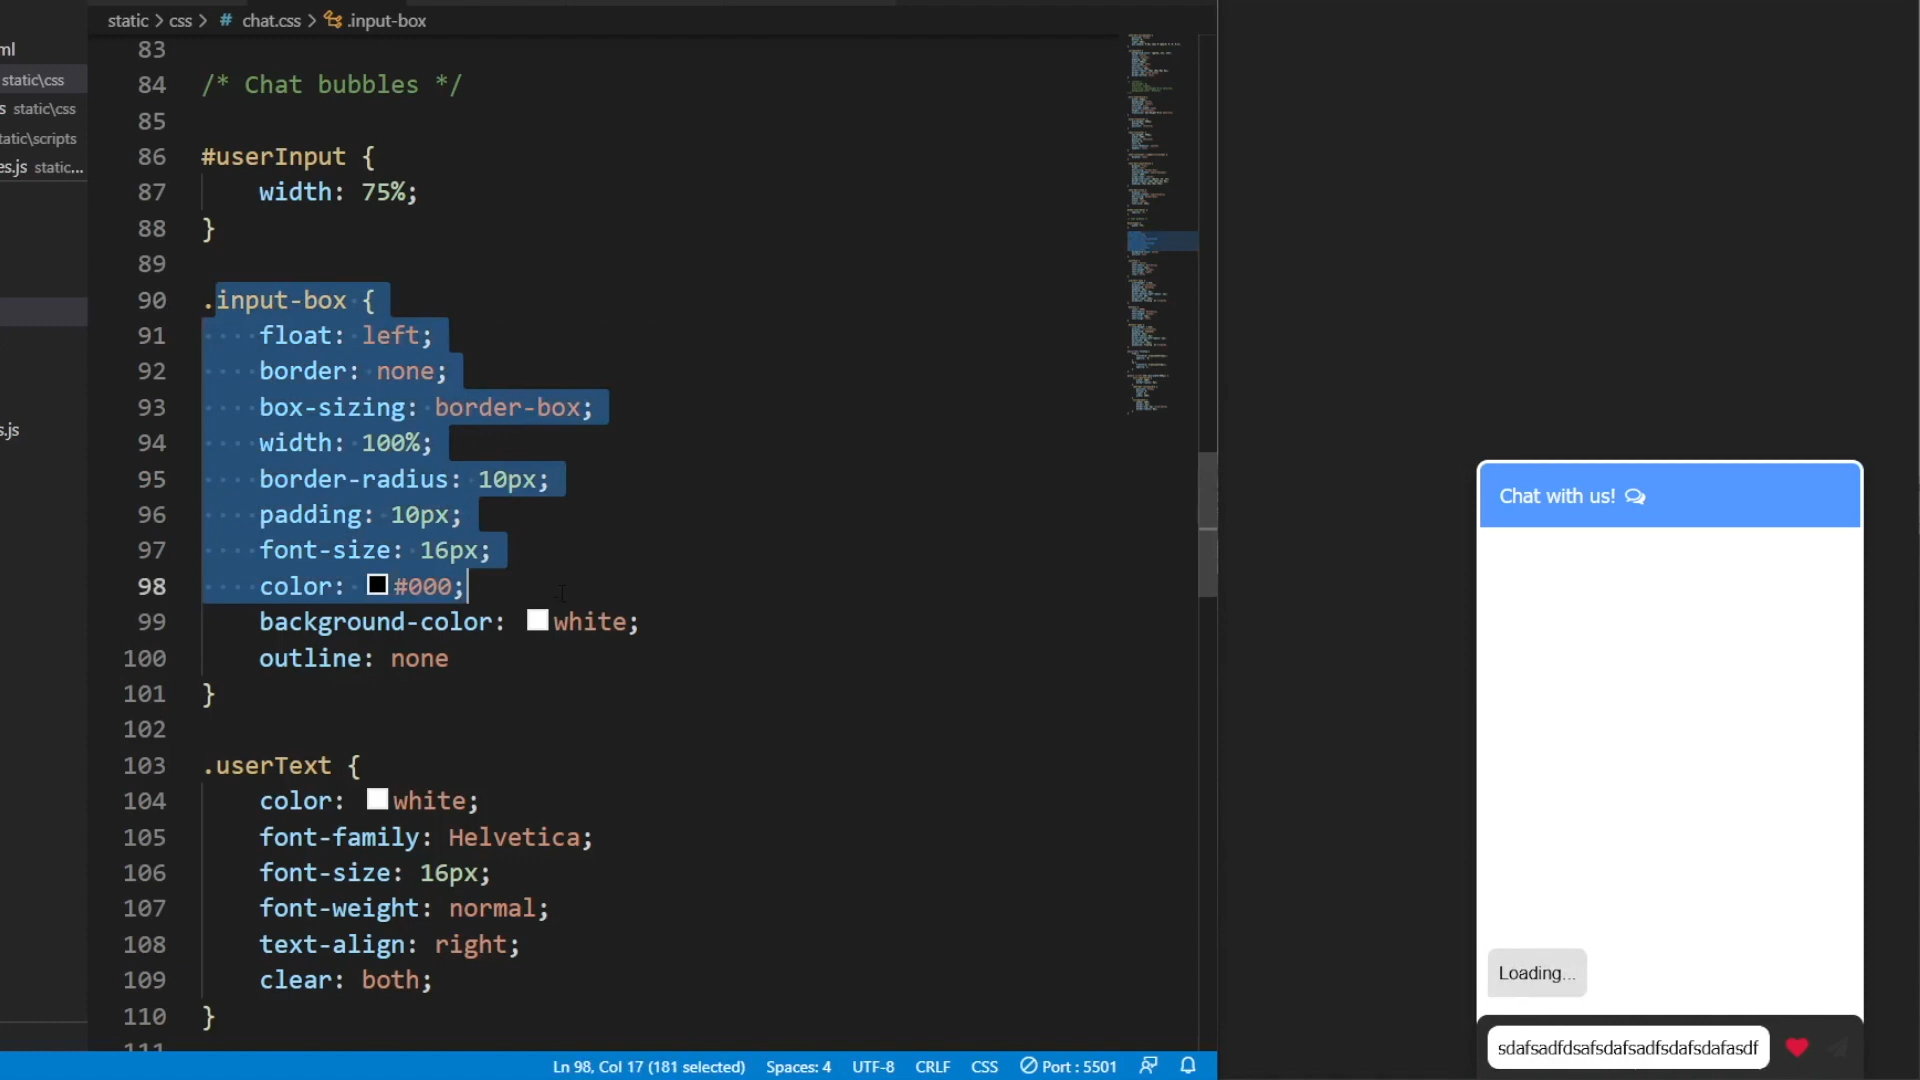 static > css > # chat.css > .input-box
ml
static\css
s static\css
tatic\scripts
es.js static...
s.js
83
84 /* Chat bubbles */
85
86 #userInput {
87 width: 75%;
88 }
89
90 .input-box {
91 float: left;
92 border: none;
93 box-sizing: border-box;
94 width: 100%;
95 border-radius: 10px;
96 padding: 10px;
97 font-size: 16px;
98 color: #000;
99 background-color: white;
100 outline: none
101 }
102
103 .userText {
104 color: white;
105 font-family: Helvetica;
106 font-size: 16px;
107 font-weight: normal;
108 text-align: right;
109 clear: both;
110 }
111
Chat with us!
Loading...
sdafsadfdsafsdafsadfsdafsdafasdf
Ln 98, Col 17 (181 selected) Spaces: 4 UTF-8 CRLF CSS Port : 5501